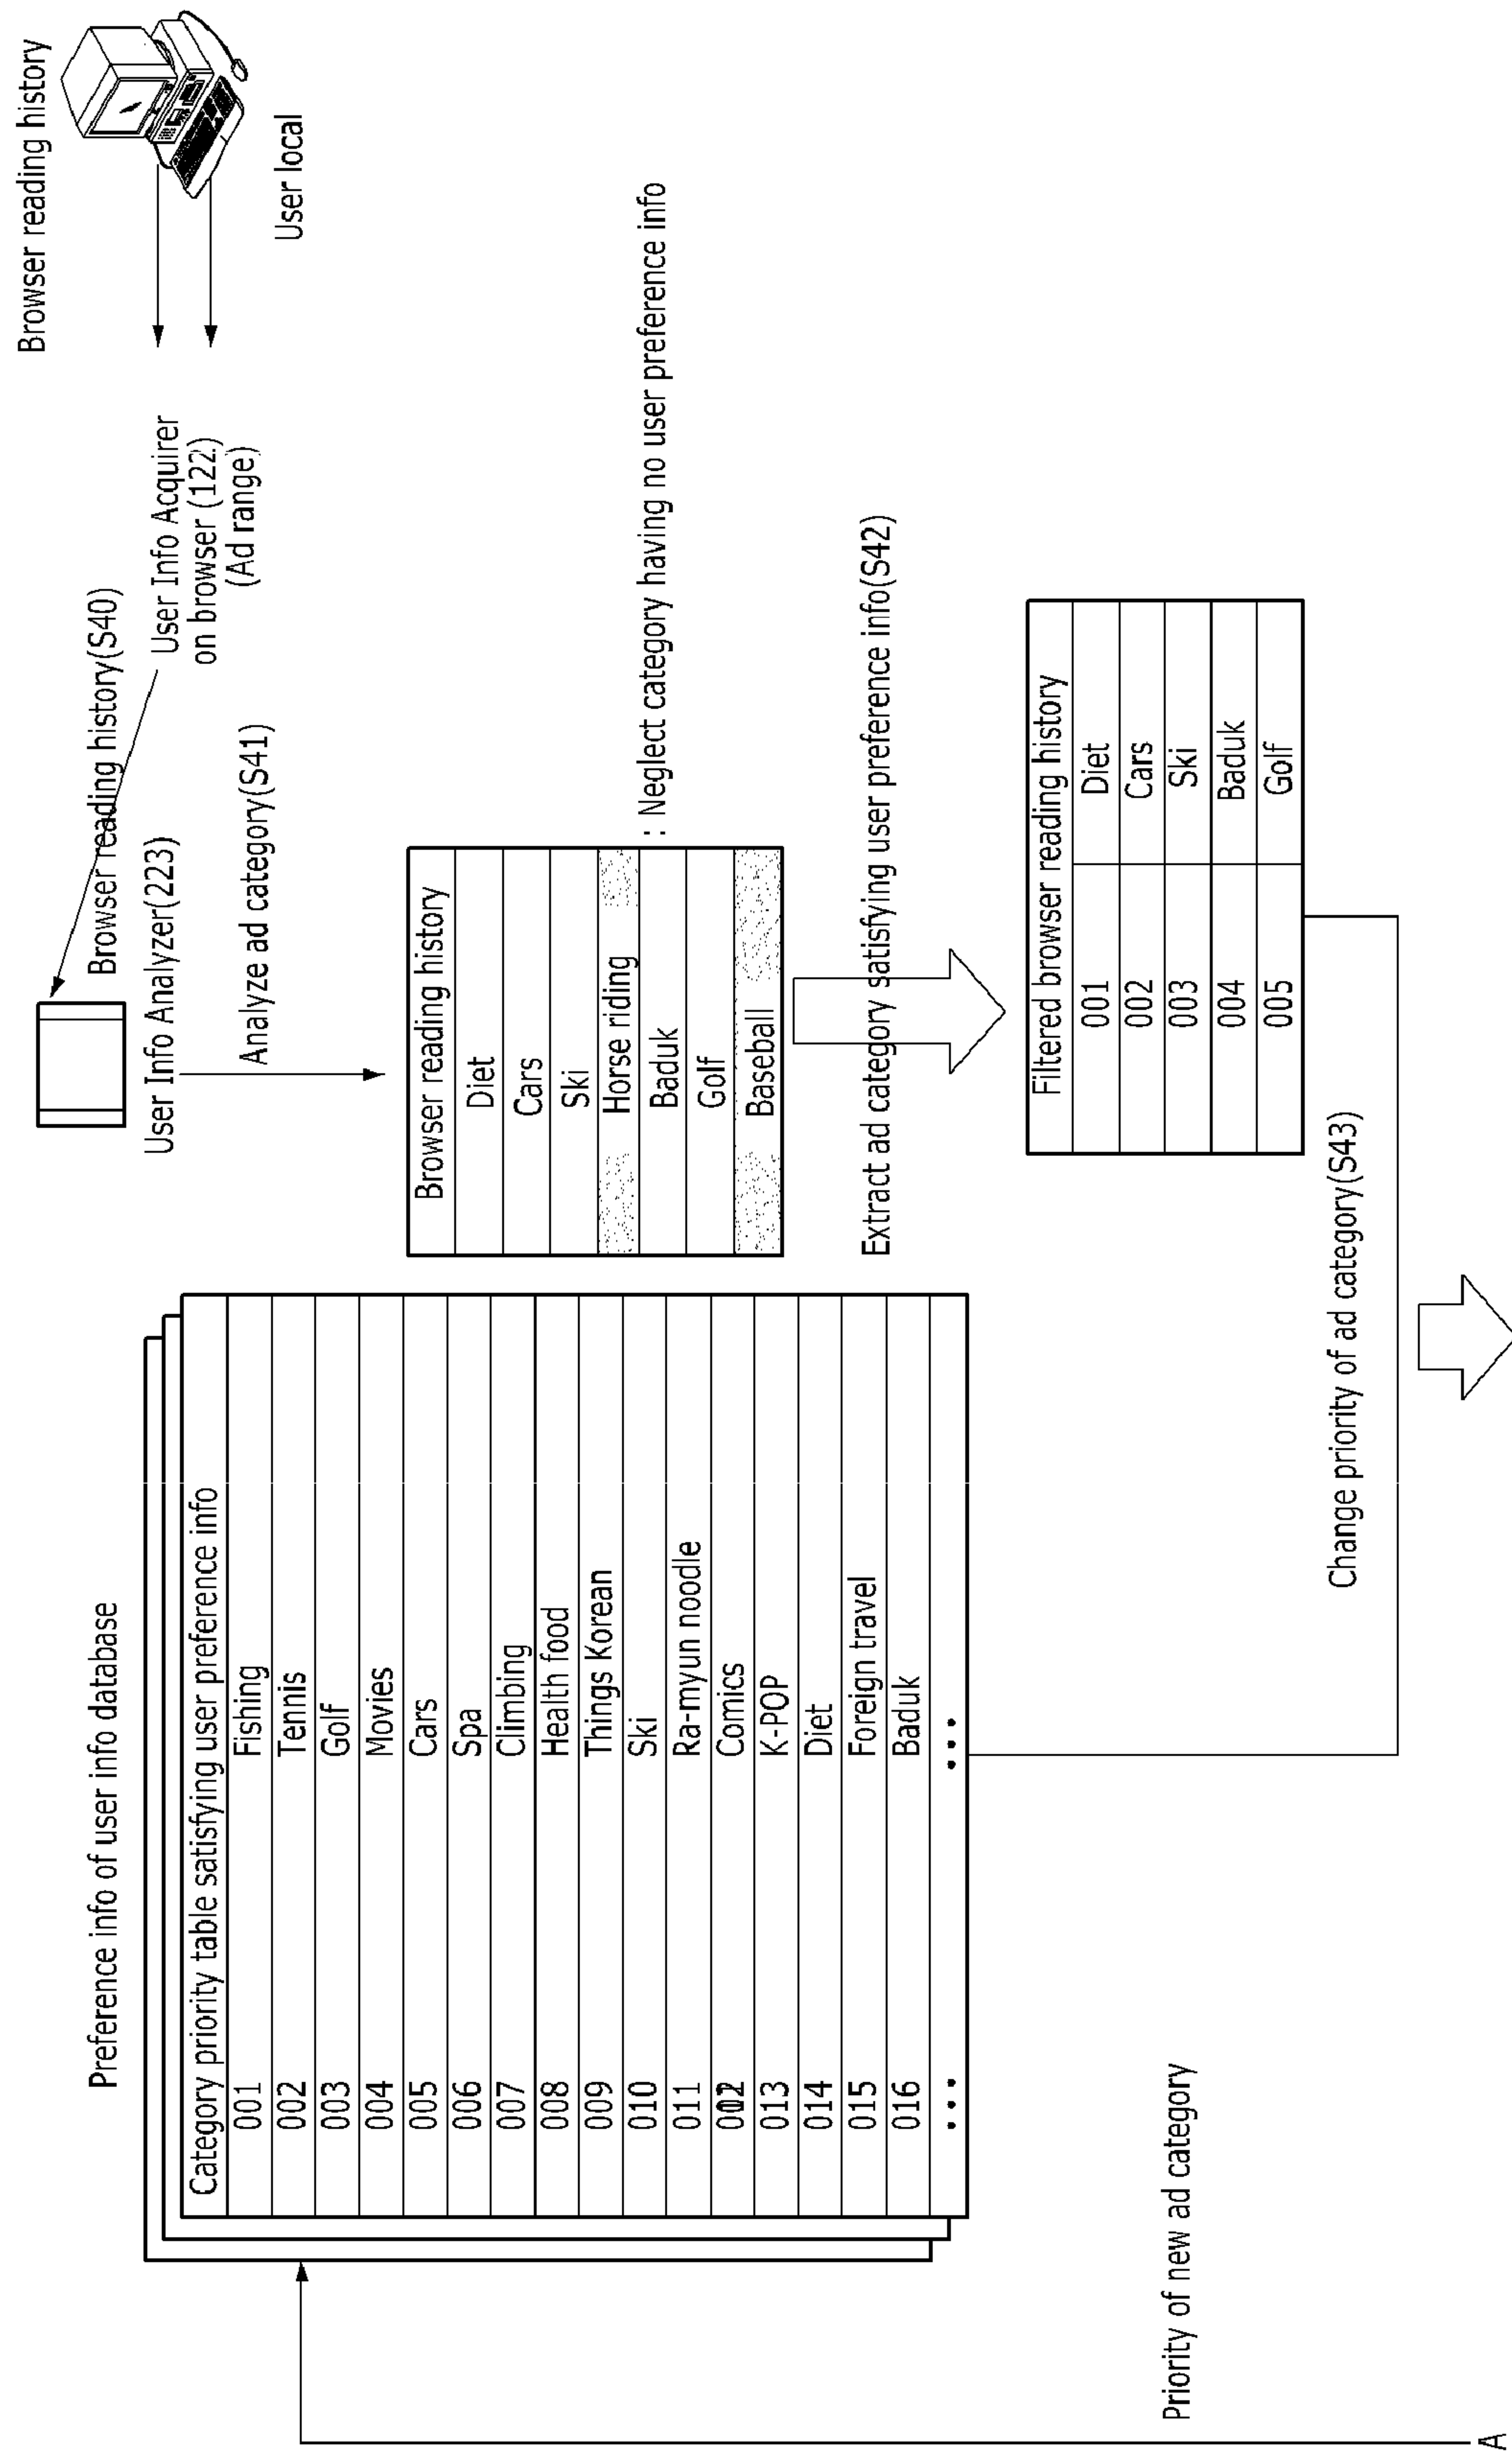 Preference info of user info database
Category priority table satisfying user preference info
001 Fishing
002 Tennis
003 Golf
004 Movies
005 Cars
006 Spa
007 Climbing
008 Health food
009 Things Korean
010 Ski
011 Ra-myun noodle
Comics
013 K-POP
014 Diet
015 Foreign travel
016 Baduk
... ...
Browser reading history
User local
User Info Acquirer
on browser (122)
(Ad range)
Browser reading history(S40)
User Info Analyzer(223)
Analyze ad category(S41)
Browser reading history
Diet
Cars
Ski
Horse riding
Baduk
Golf
Baseball
: Neglect category having no user preference info
Extract ad category satisfying user preference info(S42)
Filtered browser reading history
001 Diet
002 Cars
003 Ski
004 Baduk
005 Golf
Change priority of ad category(S43)
Priority of new ad category
A